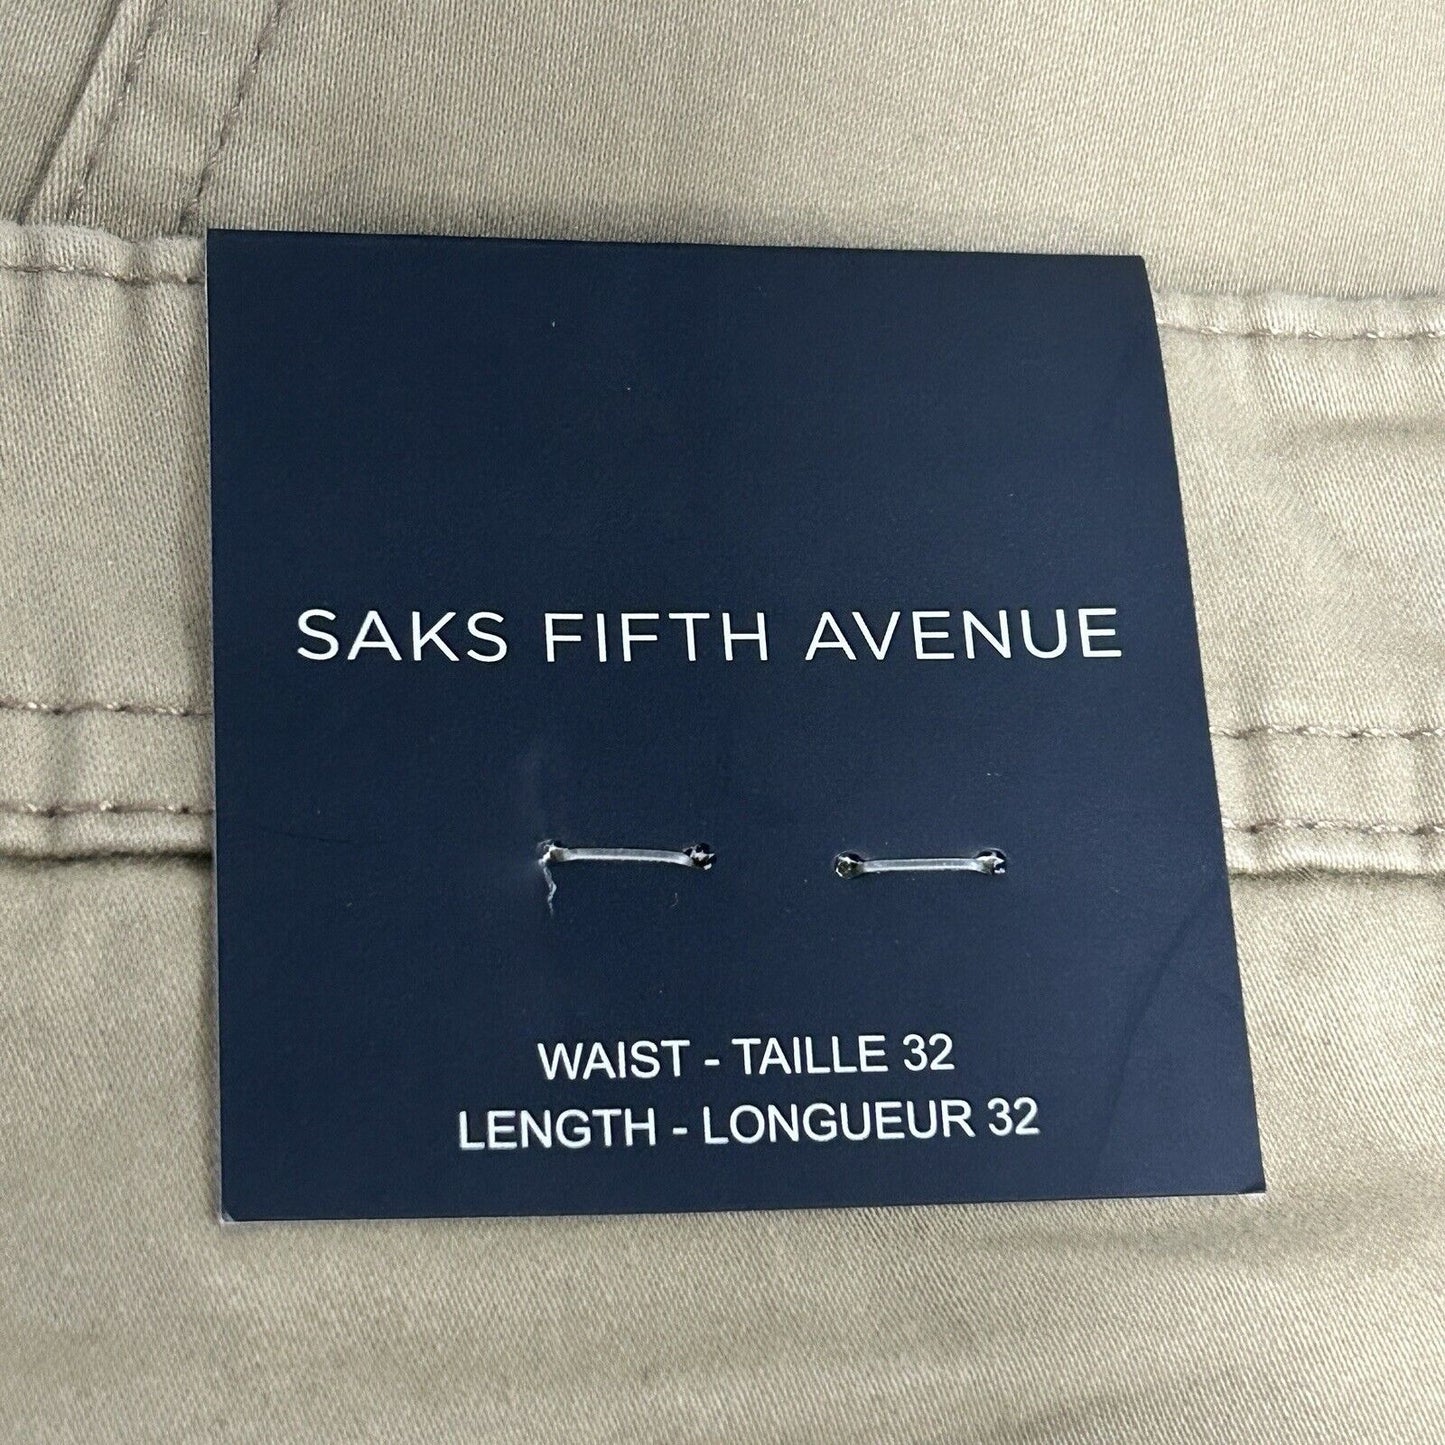 SAKS FIFTH AVENUE
WAIST - TAILLE 32
LENGTH - LONGUEUR 32